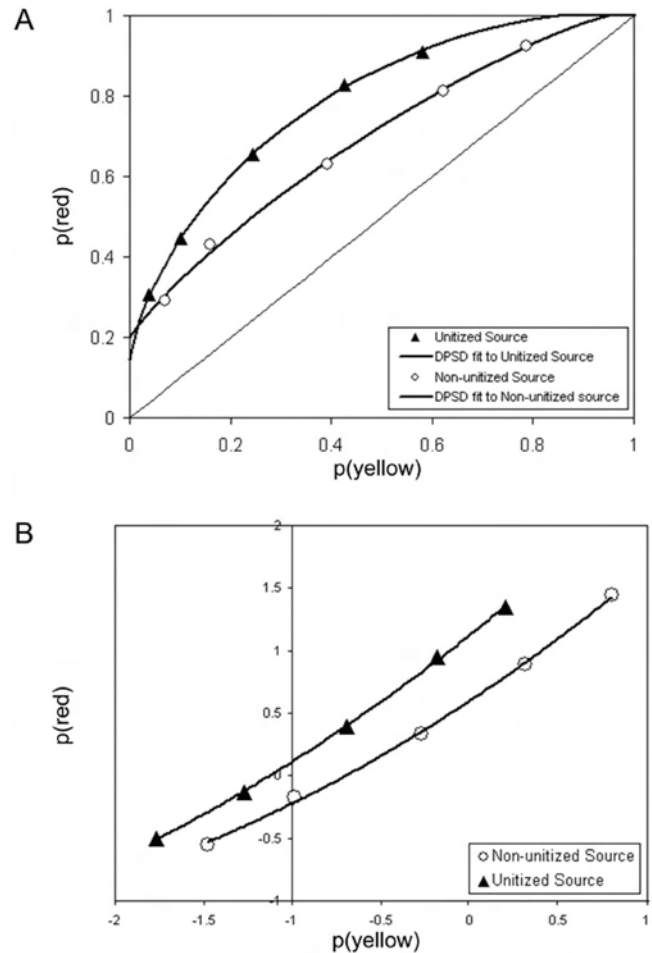 A
1
0.8
0.6
0.4
0.2
0
p(red)
0 0.2 0.4 0.6 0.8 1
p(yellow)
Unitized Source
DPSD fit to Unitized Source
Non-unitized Source
DPSD fit to Non-unitized source
B
2
1.5
1
0.5
0
-0.5
-1
p(red)
-2 -1.5 -1 -0.5 0 0.5 1
p(yellow)
Non-unitized Source
Unitized Source